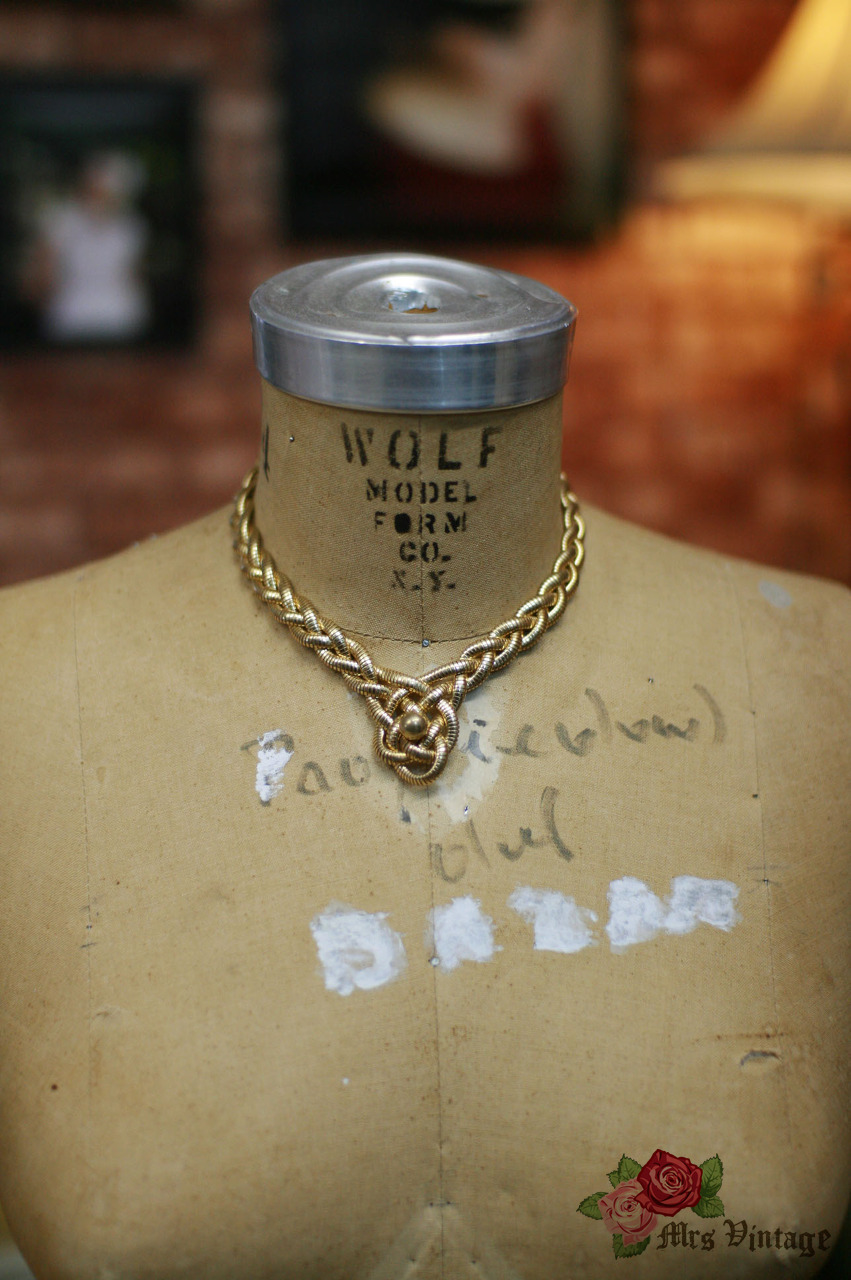 WOLF
MODEL
FORM
CO.
N.Y.
Mrs Vintage